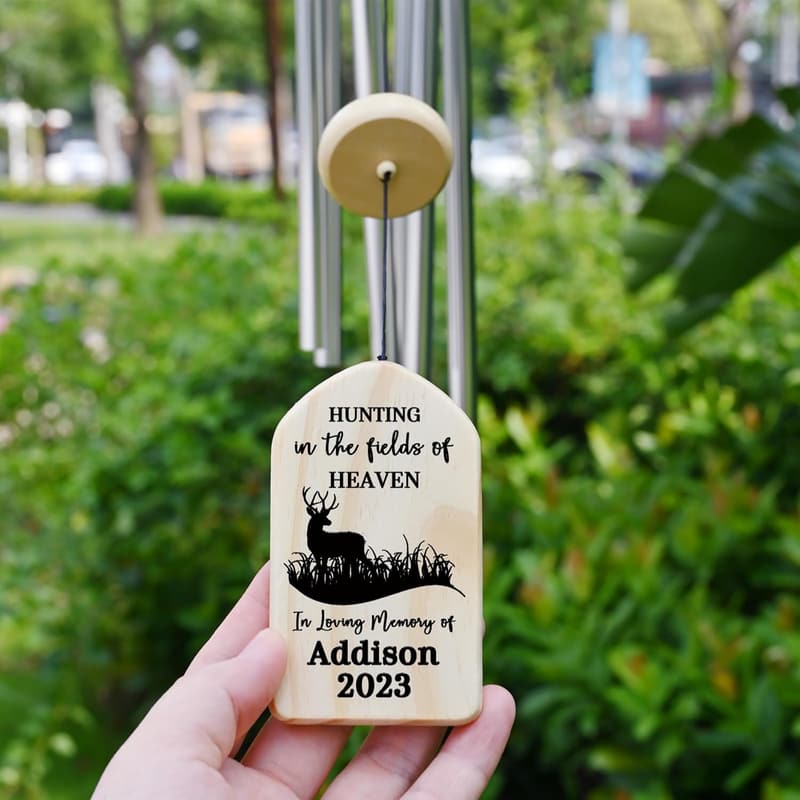 HUNTING
in the fields of
HEAVEN
In Loving Memory of
Addison
2023